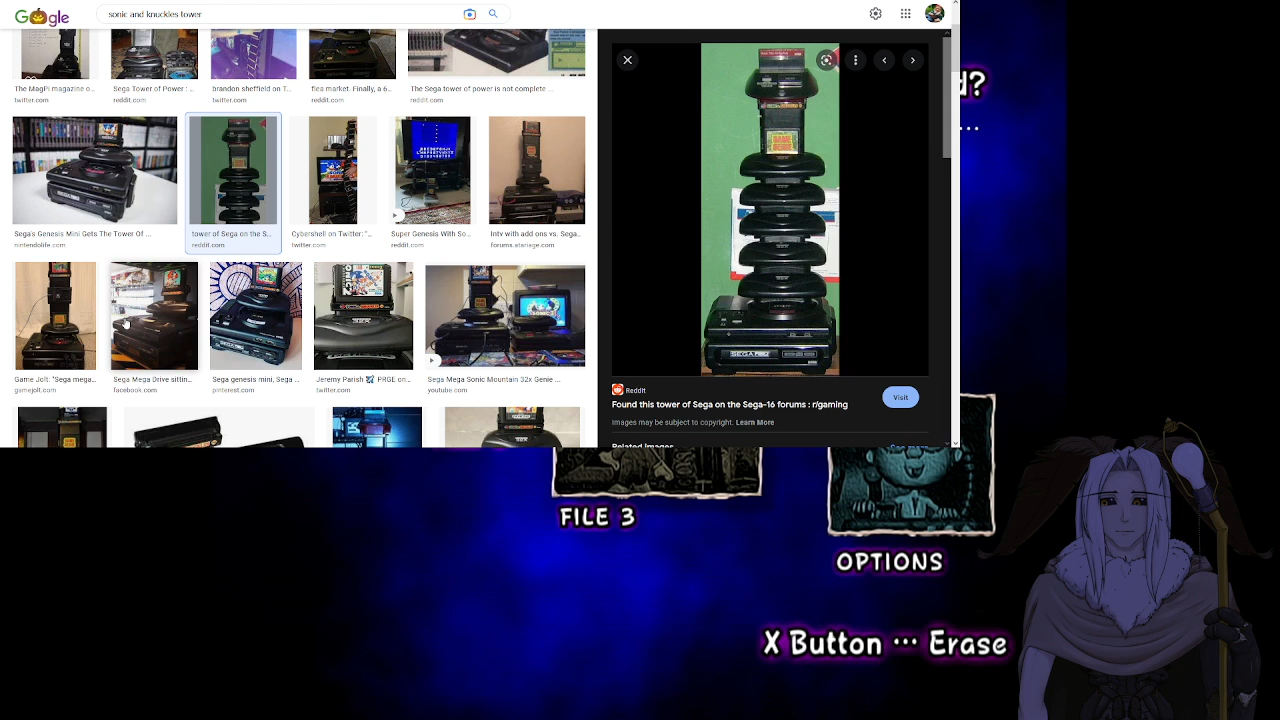 Google
sonic and knuckles tower
d?
...
The MagPi magazine o...
twitter.com
Sega Tower of Power : ...
reddit.com
brandon sheffield on T...
twitter.com
flea market. Finally, a 6...
reddit.com
The Sega tower of power is not complete ...
reddit.com
Sega's Genesis Mini Gets The Tower Of ...
nintendolife.com
tower of Sega on the S...
reddit.com
Cybershell on Twitter: "...
twitter.com
Super Genesis With So...
reddit.com
Intv with add ons vs. Sega...
forums.atariage.com
Game Jolt: "Sega mega...
gamejolt.com
Sega Mega Drive sittin...
facebook.com
Sega genesis mini, Sega ...
pinterest.com
Jeremy Parish PRGE on...
twitter.com
Sega Mega Sonic Mountain 32x Genie ...
youtube.com
SEGA CD
Reddit
Found this tower of Sega on the Sega-16 forums : r/gaming
Visit
Images may be subject to copyright. Learn More
Related images
See more
FILE 3
OPTIONS
X Button ... Erase